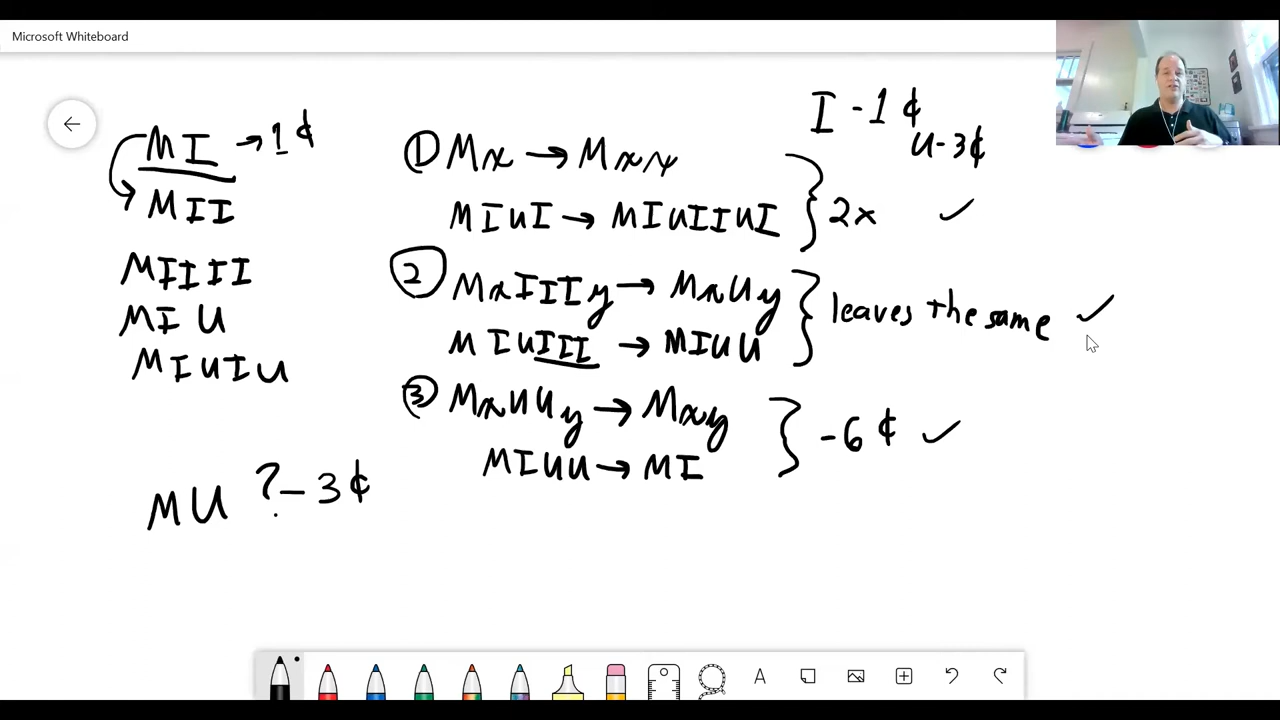 Microsoft Whiteboard
MI → 1¢
MII
MIIII
MIU
MIUIU
MU ? - 3¢
I - 1¢
U - 3¢
① Mx → Mxx
MIUI → MIUIIUI
2x ✓
② MxIIIy → MxUy
MIUIII → MIUU
leaves the same ✓
③ MxUUy → Mxy
MIUU → MI
-6¢ ✓
A